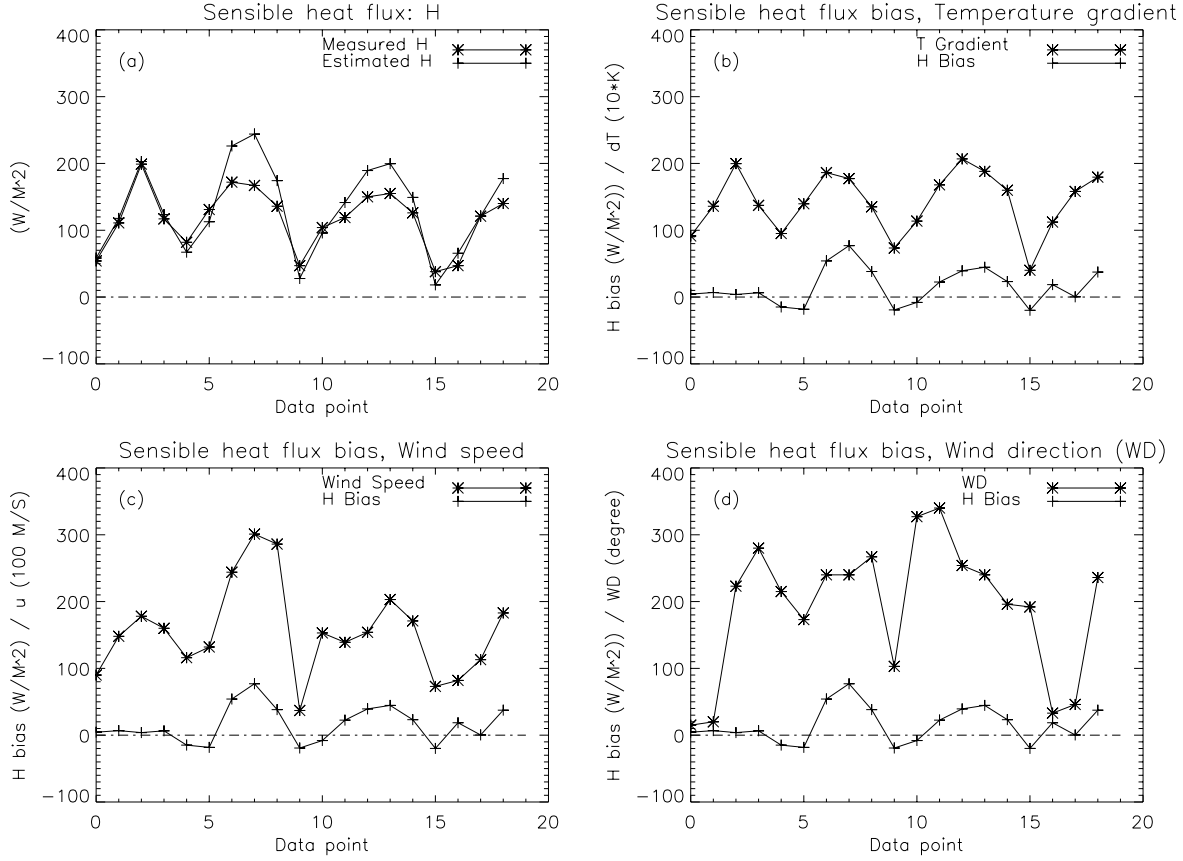 Sensible heat flux: H
(a)
Measured H
Estimated H
(W/M^2)
400
300
200
100
0
-100
0 5 10 15 20
Data point
Sensible heat flux bias, Temperature gradient
(b)
T Gradient
H Bias
H bias (W/M^2)) / dT (10*K)
400
300
200
100
0
-100
0 5 10 15 20
Data point
Sensible heat flux bias, Wind speed
(c)
Wind Speed
H Bias
H bias (W/M^2) / u (100 M/S)
400
300
200
100
0
-100
0 5 10 15 20
Data point
Sensible heat flux bias, Wind direction (WD)
(d)
WD
H Bias
H bias (W/M^2)) / WD (degree)
400
300
200
100
0
-100
0 5 10 15 20
Data point